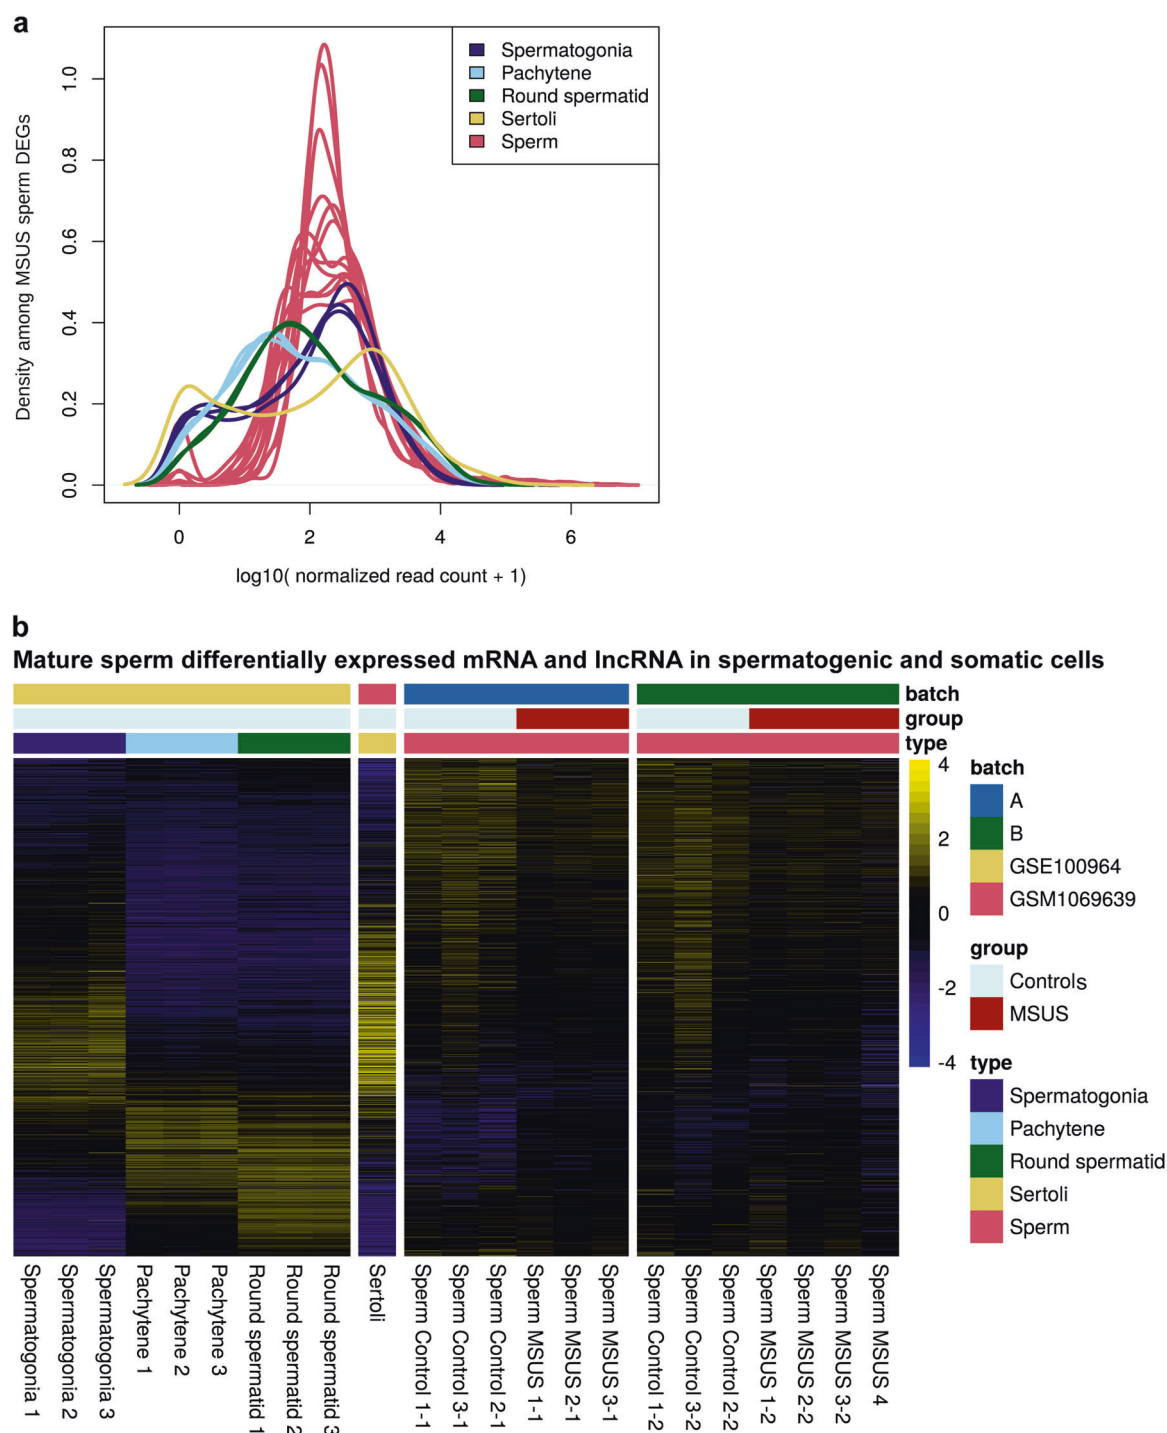 a
Density among MSUS sperm DEGs
1.0
0.8
0.6
0.4
0.2
0.0
0 2 4 6
log10( normalized read count + 1)
Spermatogonia
Pachytene
Round spermatid
Sertoli
Sperm
b
Mature sperm differentially expressed mRNA and lncRNA in spermatogenic and somatic cells
batch
group
type
4
2
0
-2
-4
batch
A
B
GSE100964
GSM1069639
group
Controls
MSUS
type
Spermatogonia
Pachytene
Round spermatid
Sertoli
Sperm
Spermatogonia 1
Spermatogonia 2
Spermatogonia 3
Pachytene 1
Pachytene 2
Pachytene 3
Round spermatid 1
Round spermatid 2
Round spermatid 3
Sertoli
Sperm Control 1-1
Sperm Control 3-1
Sperm Control 2-1
Sperm MSUS 1-1
Sperm MSUS 2-1
Sperm MSUS 3-1
Sperm Control 1-2
Sperm Control 3-2
Sperm Control 2-2
Sperm MSUS 1-2
Sperm MSUS 2-2
Sperm MSUS 3-2
Sperm MSUS 4